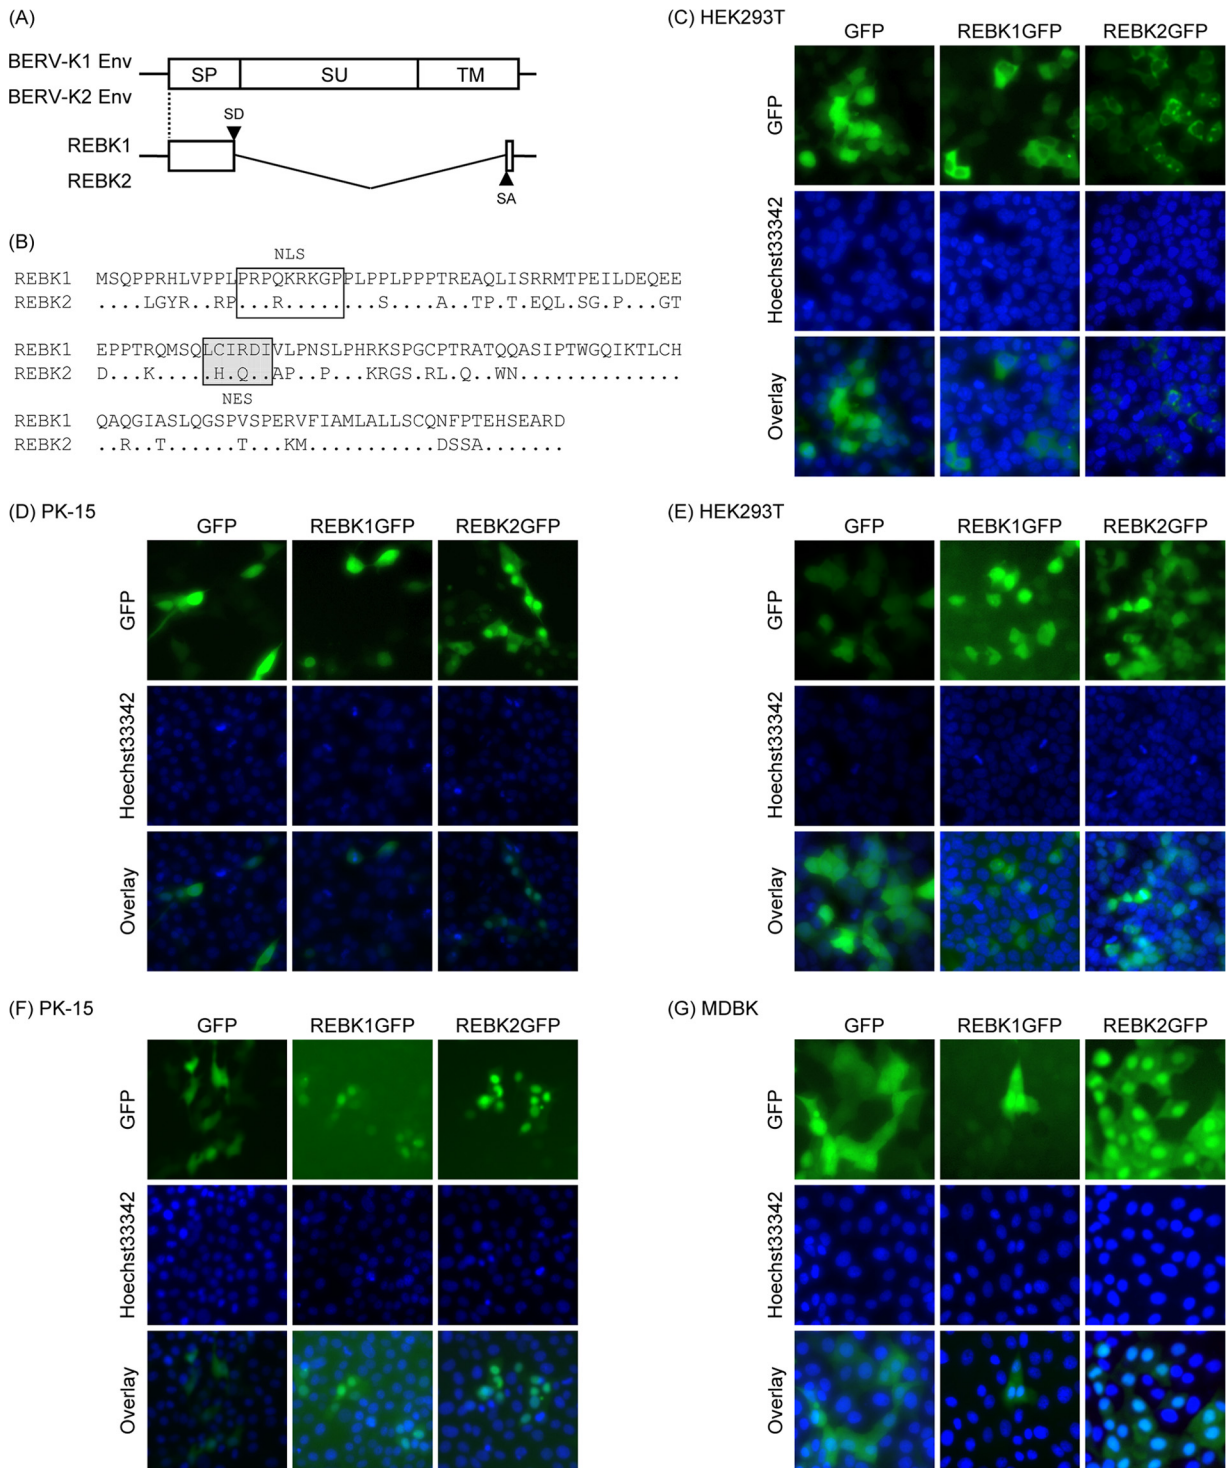 (A)
BERV-K1 Env
BERV-K2 Env
SP SU TM
SD
REBK1
REBK2
SA
(B)
NLS
REBK1 MSQPPRHLVPPLPRPQKRKGPPLPPLPPPTREAQLISRRMTPEILDEQEE
REBK2 ....LGYR..RP...R........S....A..TP.T.EQL.SG.P...GT
REBK1 EPPTRQMSQLCIRDIVLPNSLPHRKSPGCPTRATQQASIPTWGQIKTLCH
REBK2 D...K.....H.Q..AP..P...KRGS.RL.Q..WN..............
NES
REBK1 QAQGIASLQGSPVSPERVFIAMLALLSCQNFPTEHSEARD
REBK2 ..R..T......T...KM...........DSSA.......
(C) HEK293T
GFP REBK1GFP REBK2GFP
GFP
Hoechst33342
Overlay
(D) PK-15
GFP REBK1GFP REBK2GFP
GFP
Hoechst33342
Overlay
(E) HEK293T
GFP REBK1GFP REBK2GFP
GFP
Hoechst33342
Overlay
(F) PK-15
GFP REBK1GFP REBK2GFP
GFP
Hoechst33342
Overlay
(G) MDBK
GFP REBK1GFP REBK2GFP
GFP
Hoechst33342
Overlay